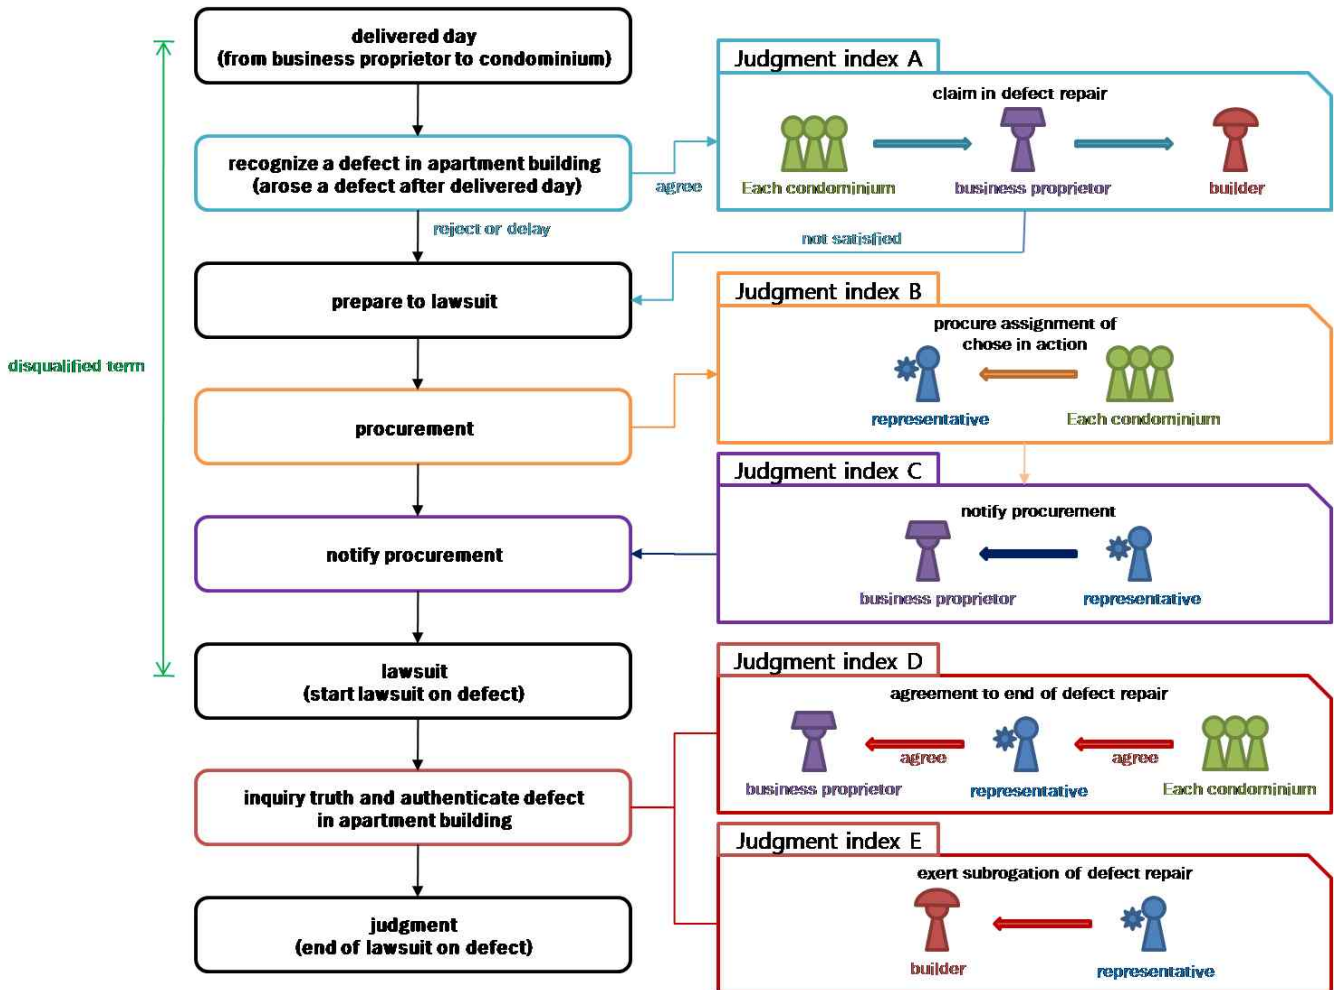 delivered day
(from business proprietor to condominium)
recognize a defect in apartment building
(arose a defect after delivered day)
agree
reject or delay
not satisfied
prepare to lawsuit
disqualified term
procurement
notify procurement
lawsuit
(start lawsuit on defect)
inquiry truth and authenticate defect
in apartment building
judgment
(end of lawsuit on defect)
Judgment index A
claim in defect repair
Each condominium
business proprietor
builder
Judgment index B
procure assignment of
chose in action
representative
Each condominium
Judgment index C
notify procurement
business proprietor
representative
Judgment index D
agreement to end of defect repair
agree
agree
business proprietor
representative
Each condominium
Judgment index E
exert subrogation of defect repair
builder
representative